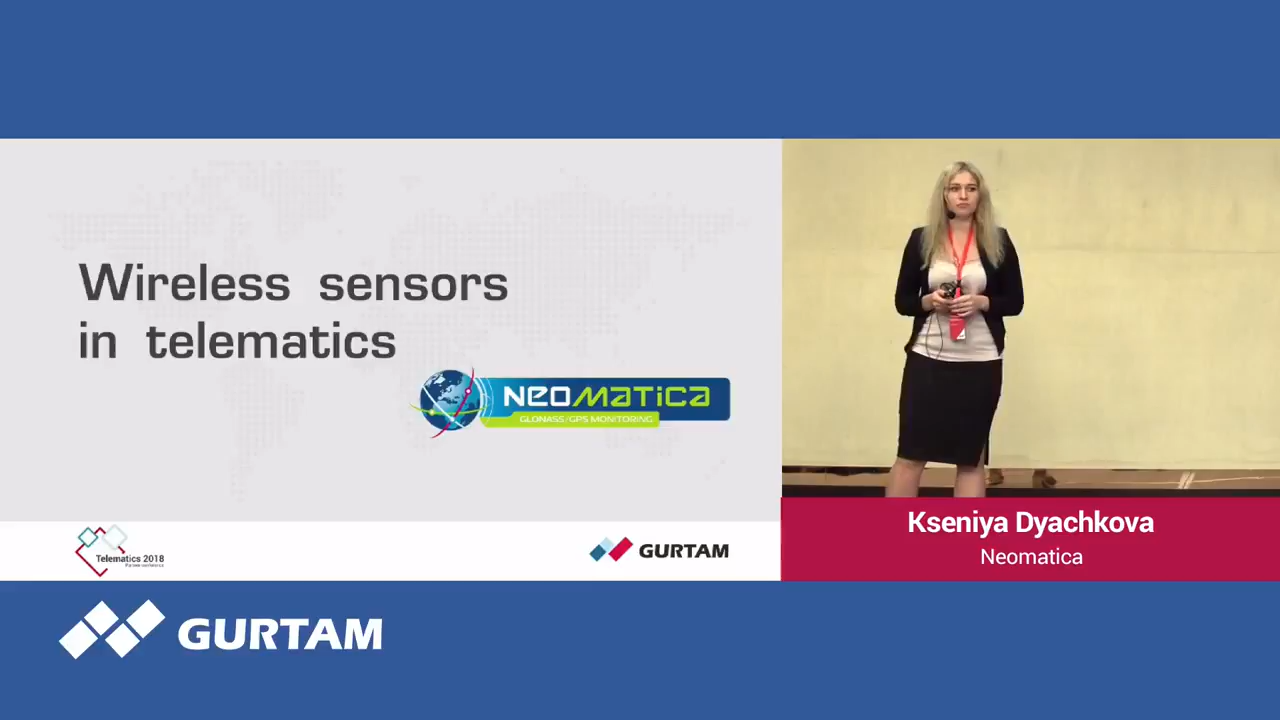 Wireless sensors
in telematics
NEOMATICA
GLONASS/GPS MONITORING
Telematics 2018
GURTAM
Kseniya Dyachkova
Neomatica
GURTAM